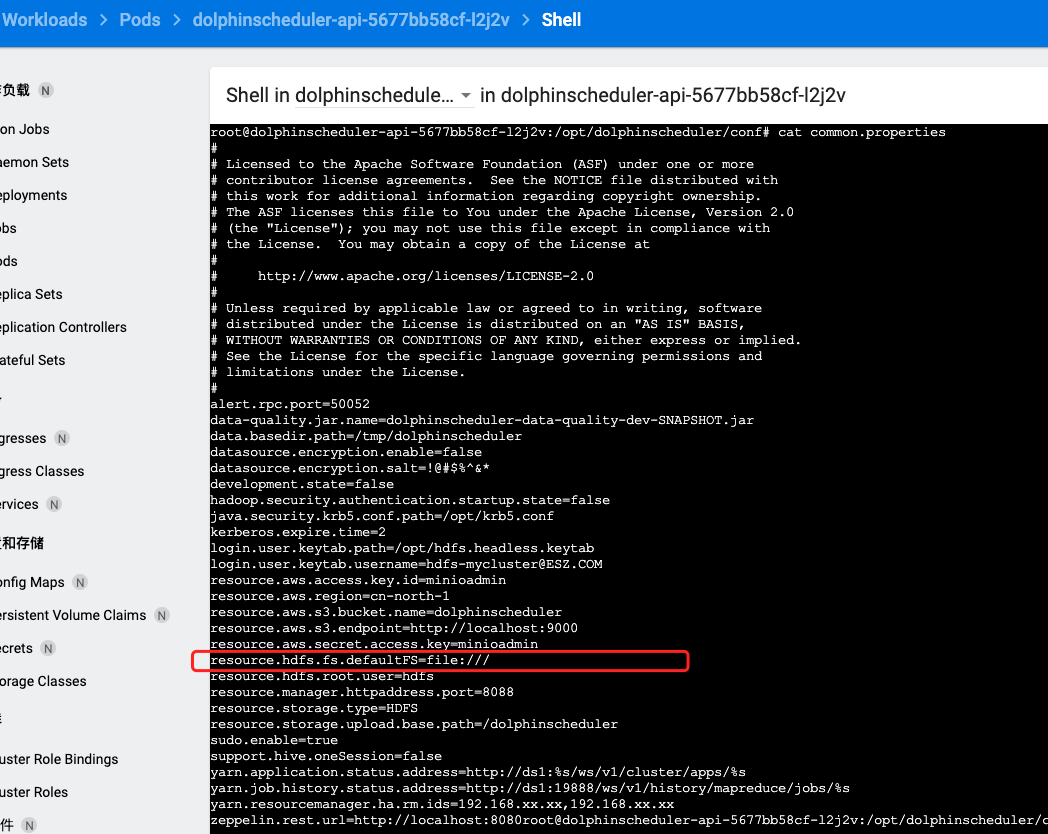 Workloads > Pods > dolphinscheduler-api-5677bb58cf-l2j2v > Shell
负载 N
on Jobs
aemon Sets
eployments
obs
ods
eplica Sets
eplication Controllers
ateful Sets
gresses N
gress Classes
ervices N
和存储
onfig Maps N
ersistent Volume Claims N
ecrets N
orage Classes
uster Role Bindings
uster Roles
件 N
Shell in dolphinschedule... in dolphinscheduler-api-5677bb58cf-l2j2v
root@dolphinscheduler-api-5677bb58cf-l2j2v:/opt/dolphinscheduler/conf# cat common.properties
#
# Licensed to the Apache Software Foundation (ASF) under one or more
# contributor license agreements.  See the NOTICE file distributed with
# this work for additional information regarding copyright ownership.
# The ASF licenses this file to You under the Apache License, Version 2.0
# (the "License"); you may not use this file except in compliance with
# the License.  You may obtain a copy of the License at
#
#     http://www.apache.org/licenses/LICENSE-2.0
#
# Unless required by applicable law or agreed to in writing, software
# distributed under the License is distributed on an "AS IS" BASIS,
# WITHOUT WARRANTIES OR CONDITIONS OF ANY KIND, either express or implied.
# See the License for the specific language governing permissions and
# limitations under the License.
#
alert.rpc.port=50052
data-quality.jar.name=dolphinscheduler-data-quality-dev-SNAPSHOT.jar
data.basedir.path=/tmp/dolphinscheduler
datasource.encryption.enable=false
datasource.encryption.salt=!@#$%^&*
development.state=false
hadoop.security.authentication.startup.state=false
java.security.krb5.conf.path=/opt/krb5.conf
kerberos.expire.time=2
login.user.keytab.path=/opt/hdfs.headless.keytab
login.user.keytab.username=hdfs-mycluster@ESZ.COM
resource.aws.access.key.id=minioadmin
resource.aws.region=cn-north-1
resource.aws.s3.bucket.name=dolphinscheduler
resource.aws.s3.endpoint=http://localhost:9000
resource.aws.secret.access.key=minioadmin
resource.hdfs.fs.defaultFS=file:///
resource.hdfs.root.user=hdfs
resource.manager.httpaddress.port=8088
resource.storage.type=HDFS
resource.storage.upload.base.path=/dolphinscheduler
sudo.enable=true
support.hive.oneSession=false
yarn.application.status.address=http://ds1:%s/ws/v1/cluster/apps/%s
yarn.job.history.status.address=http://ds1:19888/ws/v1/history/mapreduce/jobs/%s
yarn.resourcemanager.ha.rm.ids=192.168.xx.xx,192.168.xx.xx
zeppelin.rest.url=http://localhost:8080root@dolphinscheduler-api-5677bb58cf-l2j2v:/opt/dolphinscheduler/c